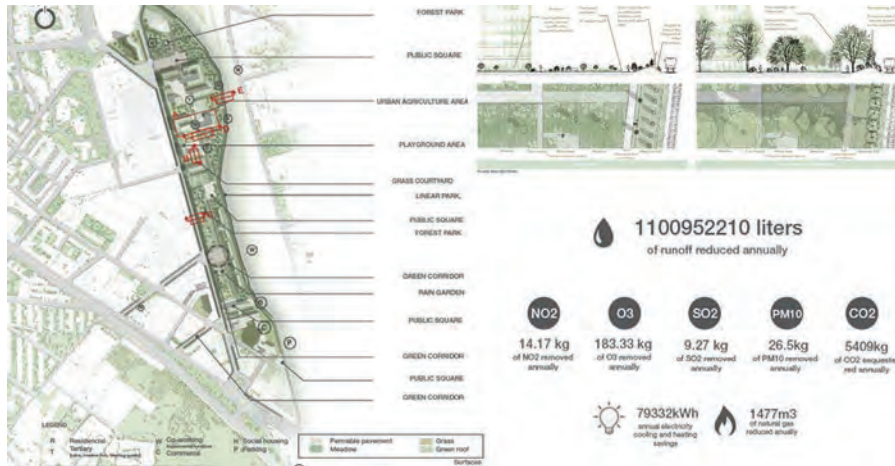 FOREST PARK
PUBLIC SQUARE
URBAN AGRICULTURE AREA
PLAYGROUND AREA
GRASS COURTYARD
LINEAR PARK,
PUBLIC SQUARE
FOREST PARK
GREEN CORRIDOR
RAIN GARDEN
PUBLIC SQUARE
GREEN CORRIDOR
PUBLIC SQUARE
GREEN CORRIDOR
LEGEND
R Residencial
T Tertiary
W Co-working
C Commercial
H Social housing
P Parking
Permable pavement
Meadow
Grass
Green roof
Surfaces
1100952210 liters
of runoff reduced annually
NO2
14.17 kg
of NO2 removed
annually
O3
183.33 kg
of O3 removed
annually
SO2
9.27 kg
of SO2 removed
annually
PM10
26.5kg
of PM10 removed
annually
CO2
5409kg
of CO2 sequeste
red annually
79332kWh
annual electricity
cooling and heating
savings
1477m3
of natural gas
reduced anually